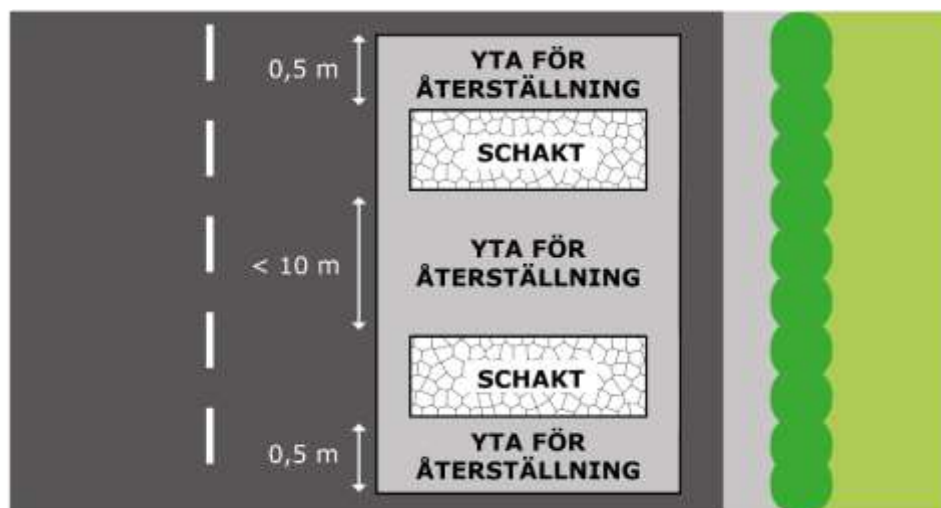 0,5 m
YTA FÖR
ÅTERSTÄLLNING
SCHAKT
< 10 m
YTA FÖR
ÅTERSTÄLLNING
SCHAKT
0,5 m
YTA FÖR
ÅTERSTÄLLNING